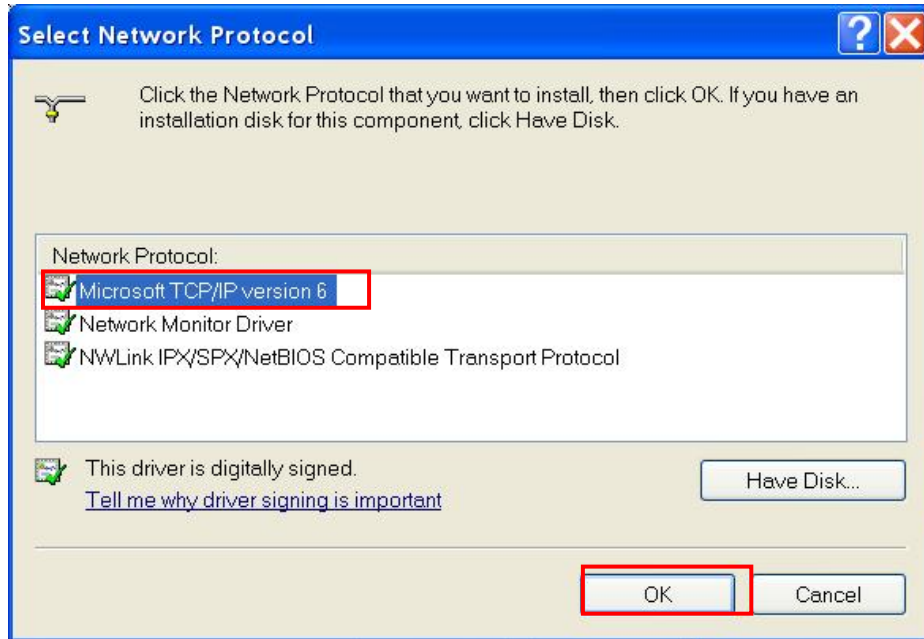 Select Network Protocol
Click the Network Protocol that you want to install, then click OK. If you have an
installation disk for this component, click Have Disk.
Network Protocol:
Microsoft TCP/IP version 6
Network Monitor Driver
NWLink IPX/SPX/NetBIOS Compatible Transport Protocol
This driver is digitally signed.
Tell me why driver signing is important
Have Disk...
OK
Cancel